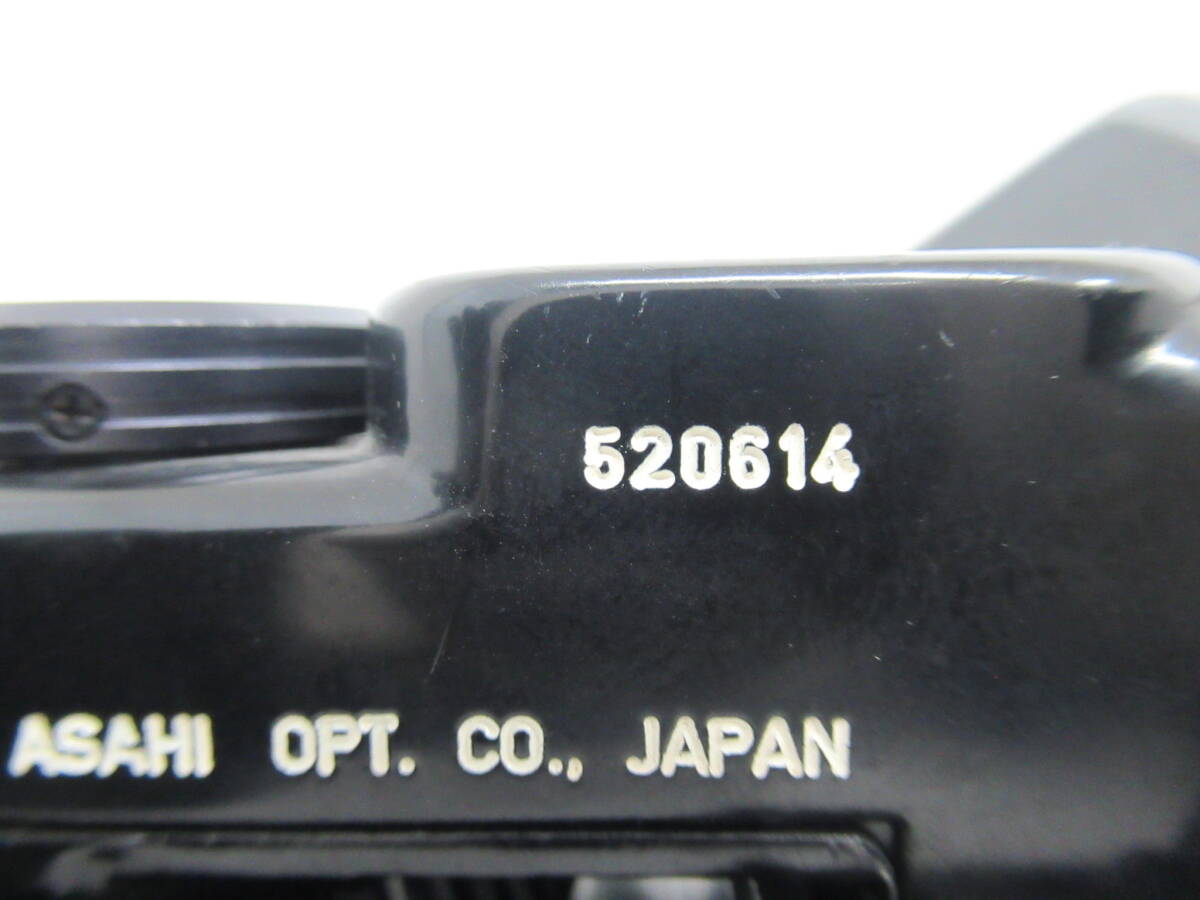 520614
ASAHI OPT. CO., JAPAN